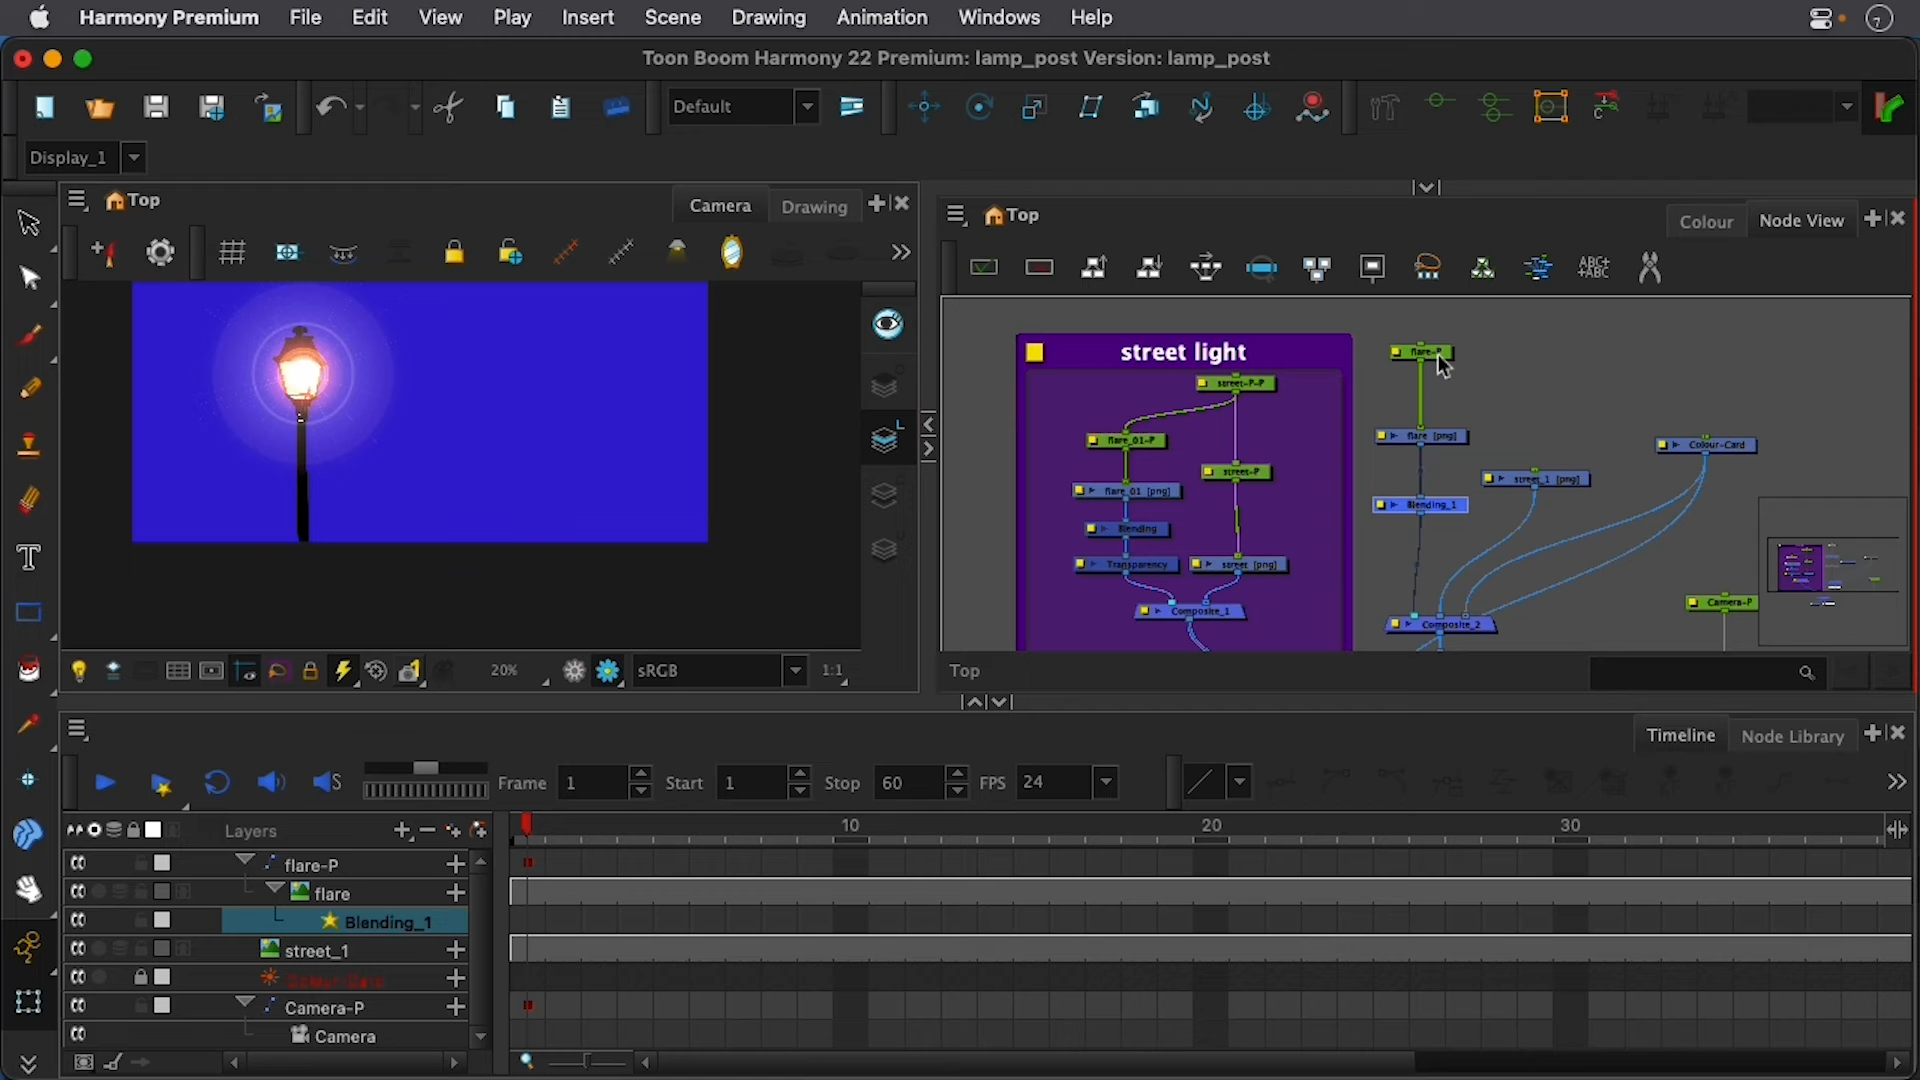 Harmony Premium File Edit View Play Insert Scene Drawing Animation Windows Help
Toon Boom Harmony 22 Premium: lamp_post Version: lamp_post
Default
Display_1
Top
Camera
Drawing
Top
Colour
Node View
ABC+
+ABC
street light
street-P-P
flare_01-P
street-P
flare_01 [png]
Blending
Transparency
street [png]
Composite_1
flare-P
flare [png]
Blending_1
street_1 [png]
Colour-Card
Composite_2
Camera-P
Top
20%
sRGB
1:1
Timeline
Node Library
Frame 1 Start 1 Stop 60 FPS 24
Layers
10
20
30
flare-P
flare
Blending_1
street_1
Colour-Card
Camera-P
Camera